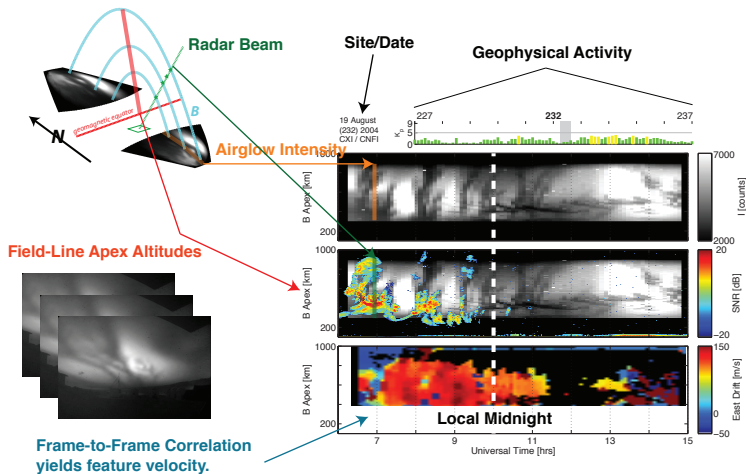 Radar Beam
Site/Date
Geophysical Activity
B
geomagnetic equator
N
Airglow Intensity
19 August
(232) 2004
CXI / CNFI
227
232
237
Kp
9
5
0
1000
200
B Apex [km]
7000
2000
I [counts]
Field-Line Apex Altitudes
1000
200
B Apex [km]
20
−20
SNR [dB]
1000
200
B Apex [km]
150
100
50
0
−50
East Drift [m/s]
Local Midnight
7
9
11
13
15
Universal Time [hrs]
Frame-to-Frame Correlation
yields feature velocity.